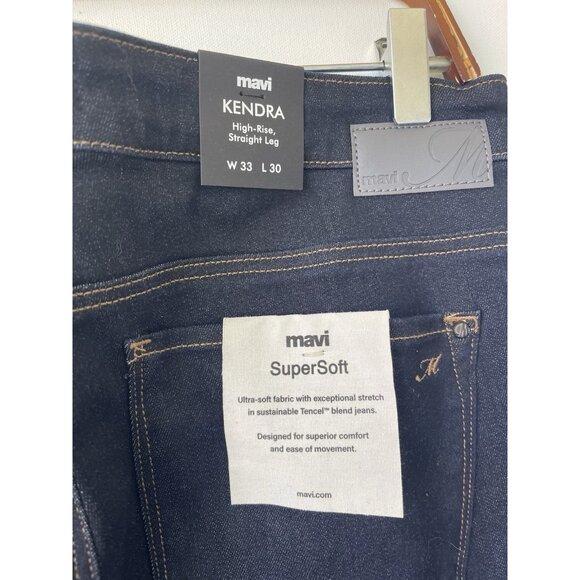 mavi
KENDRA
High-Rise,
Straight Leg
W 33 L 30
mavi M
mavi
SuperSoft
Ultra-soft fabric with exceptional stretch
in sustainable Tencel™ blend jeans.
Designed for superior comfort
and ease of movement.
mavi.com
M